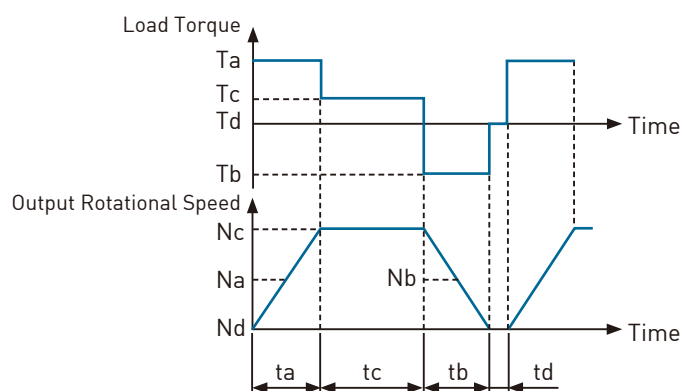 Load Torque
Ta
Tc
Td
Time
Tb
Output Rotational Speed
Nc
Na
Nb
Nd
Time
ta
tc
tb
td